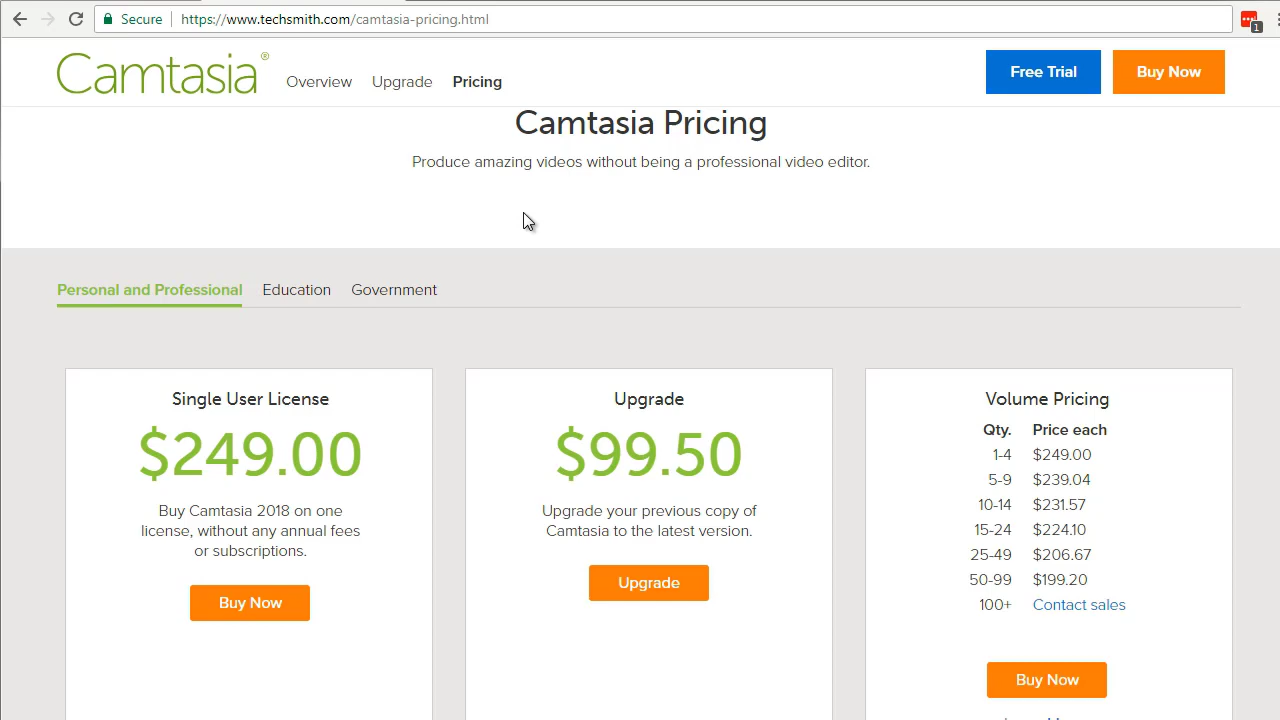 Secure https://www.techsmith.com/camtasia-pricing.html
1
Camtasia® Overview Upgrade Pricing Free Trial Buy Now
Camtasia Pricing
Produce amazing videos without being a professional video editor.
Personal and Professional Education Government
Single User License
$249.00
Buy Camtasia 2018 on one
license, without any annual fees
or subscriptions.
Buy Now
Upgrade
$99.50
Upgrade your previous copy of
Camtasia to the latest version.
Upgrade
Volume Pricing
Qty. Price each
1-4 $249.00
5-9 $239.04
10-14 $231.57
15-24 $224.10
25-49 $206.67
50-99 $199.20
100+ Contact sales
Buy Now